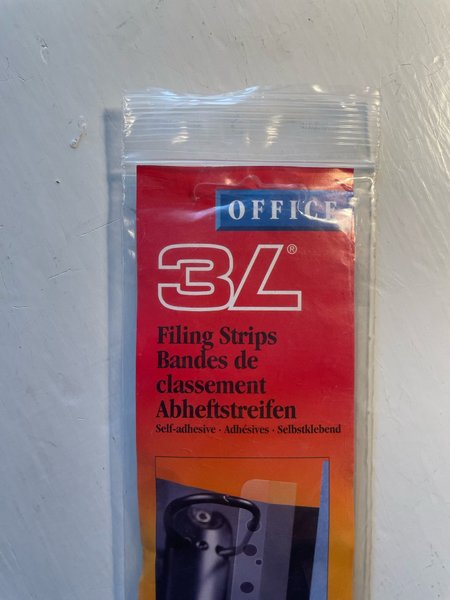 OFFICE
3L®
Filing Strips
Bandes de
classement
Abheftstreifen
Self-adhesive · Adhésives · Selbstklebend